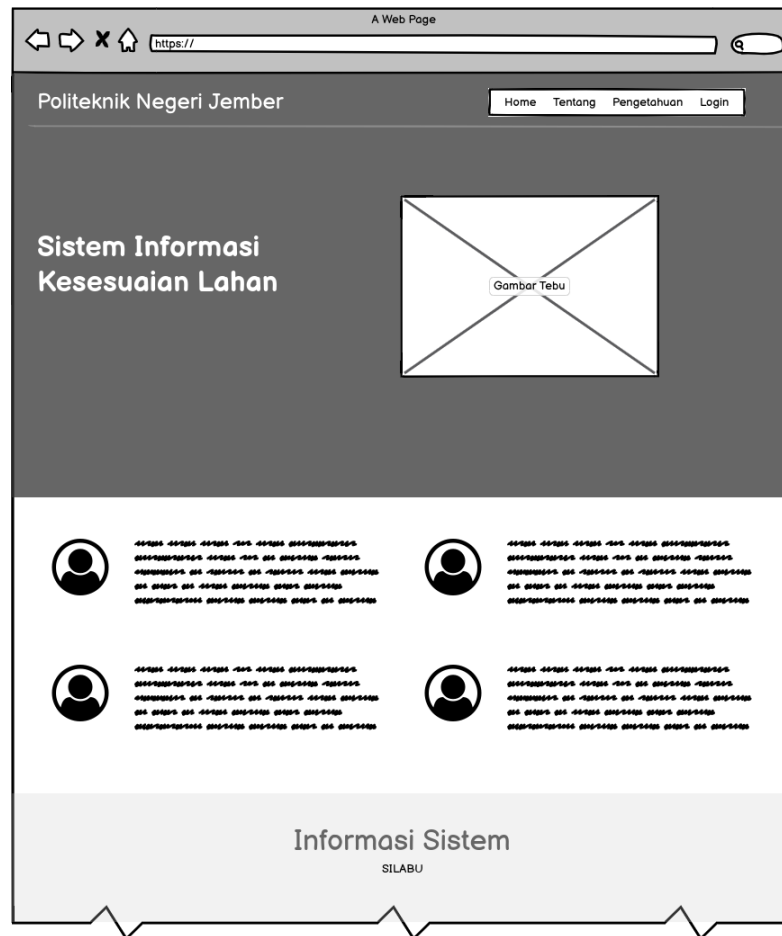 A Web Page
https://
Politeknik Negeri Jember
Home Tentang Pengetahuan Login
Sistem Informasi
Kesesuaian Lahan
Gambar Tebu
Informasi Sistem
SILABU